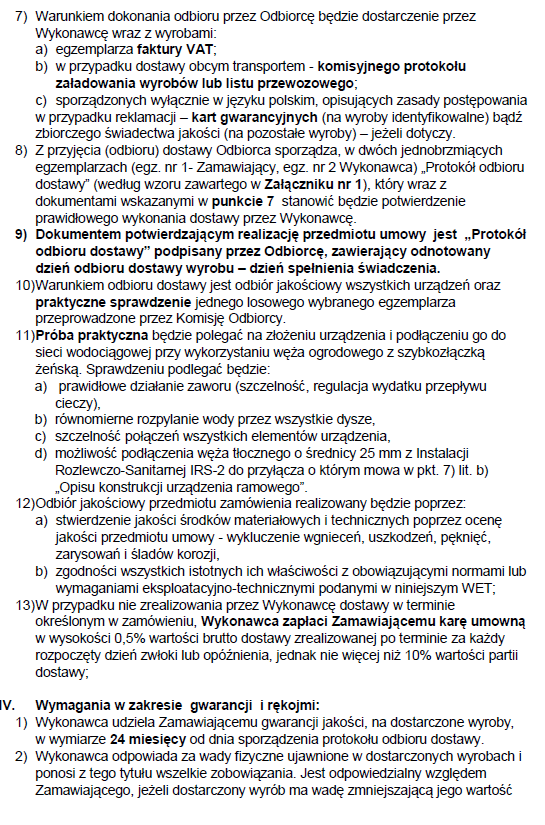 7) Warunkiem dokonania odbioru przez Odbiorcę będzie dostarczenie przez
Wykonawcę wraz z wyrobami:
a) egzemplarza faktury VAT;
b) w przypadku dostawy obcym transportem - komisyjnego protokołu
załadowania wyrobów lub listu przewozowego;
c) sporządzonych wyłącznie w języku polskim, opisujących zasady postępowania
w przypadku reklamacji – kart gwarancyjnych (na wyroby identyfikowalne) bądź
zbiorczego świadectwa jakości (na pozostałe wyroby) – jeżeli dotyczy.
8) Z przyjęcia (odbioru) dostawy Odbiorca sporządza, w dwóch jednobrzmiących
egzemplarzach (egz. nr 1- Zamawiający, egz. nr 2 Wykonawca) „Protokół odbioru
dostawy” (według wzoru zawartego w Załączniku nr 1), który wraz z
dokumentami wskazanymi w punkcie 7 stanowić będzie potwierdzenie
prawidłowego wykonania dostawy przez Wykonawcę.
9) Dokumentem potwierdzającym realizację przedmiotu umowy jest „Protokół
odbioru dostawy” podpisany przez Odbiorcę, zawierający odnotowany
dzień odbioru dostawy wyrobu – dzień spełnienia świadczenia.
10)Warunkiem odbioru dostawy jest odbiór jakościowy wszystkich urządzeń oraz
praktyczne sprawdzenie jednego losowego wybranego egzemplarza
przeprowadzone przez Komisję Odbiorcy.
11)Próba praktyczna będzie polegać na złożeniu urządzenia i podłączeniu go do
sieci wodociągowej przy wykorzystaniu węża ogrodowego z szybkozłączką
żeńską. Sprawdzeniu podlegać będzie:
a) prawidłowe działanie zaworu (szczelność, regulacja wydatku przepływu
cieczy),
b) równomierne rozpylanie wody przez wszystkie dysze,
c) szczelność połączeń wszystkich elementów urządzenia,
d) możliwość podłączenia węża tłocznego o średnicy 25 mm z Instalacji
Rozlewczo-Sanitarnej IRS-2 do przyłącza o którym mowa w pkt. 7) lit. b)
„Opisu konstrukcji urządzenia ramowego”.
12)Odbiór jakościowy przedmiotu zamówienia realizowany będzie poprzez:
a) stwierdzenie jakości środków materiałowych i technicznych poprzez ocenę
jakości przedmiotu umowy - wykluczenie wgnieceń, uszkodzeń, pęknięć,
zarysowań i śladów korozji,
b) zgodności wszystkich istotnych ich właściwości z obowiązującymi normami lub
wymaganiami eksploatacyjno-technicznymi podanymi w niniejszym WET;
13)W przypadku nie zrealizowania przez Wykonawcę dostawy w terminie
określonym w zamówieniu, Wykonawca zapłaci Zamawiającemu karę umowną
w wysokości 0,5% wartości brutto dostawy zrealizowanej po terminie za każdy
rozpoczęty dzień zwłoki lub opóźnienia, jednak nie więcej niż 10% wartości partii
dostawy;
IV. Wymagania w zakresie gwarancji i rękojmi:
1) Wykonawca udziela Zamawiającemu gwarancji jakości, na dostarczone wyroby,
w wymiarze 24 miesięcy od dnia sporządzenia protokołu odbioru dostawy.
2) Wykonawca odpowiada za wady fizyczne ujawnione w dostarczonych wyrobach i
ponosi z tego tytułu wszelkie zobowiązania. Jest odpowiedzialny względem
Zamawiającego, jeżeli dostarczony wyrób ma wadę zmniejszającą jego wartość